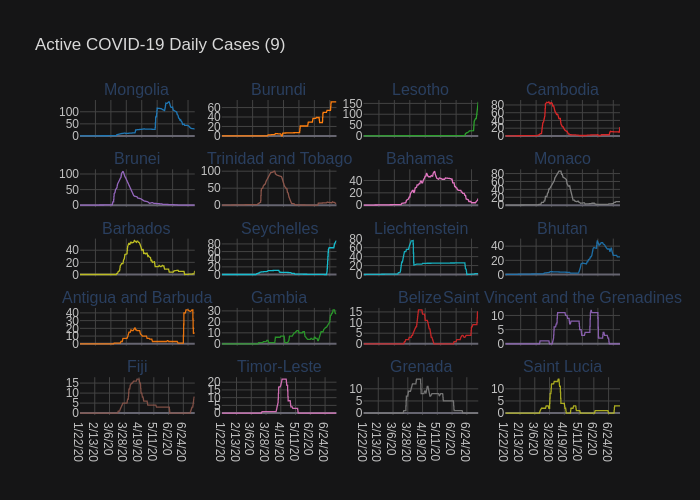 Active COVID-19 Daily Cases (9)
Mongolia Burundi Lesotho Cambodia
100 50 0
60 40 20 0
150 100 50 0
80 60 40 20 0
Brunei Trinidad and Tobago Bahamas Monaco
100 50 0
100 50 0
40 20 0
80 60 40 20 0
Barbados Seychelles Liechtenstein Bhutan
40 20 0
80 60 40 20 0
80 60 40 20 0
40 20 0
Antigua and Barbuda Gambia Belize Saint Vincent and the Grenadines
40 30 20 10 0
30 20 10 0
15 10 5 0
10 5 0
Fiji Timor-Leste Grenada Saint Lucia
15 10 5 0
20 15 10 5 0
10 5 0
10 5 0
1/22/20 2/13/20 3/6/20 3/28/20 4/19/20 5/11/20 6/2/20 6/24/20
1/22/20 2/13/20 3/6/20 3/28/20 4/19/20 5/11/20 6/2/20 6/24/20
1/22/20 2/13/20 3/6/20 3/28/20 4/19/20 5/11/20 6/2/20 6/24/20
1/22/20 2/13/20 3/6/20 3/28/20 4/19/20 5/11/20 6/2/20 6/24/20